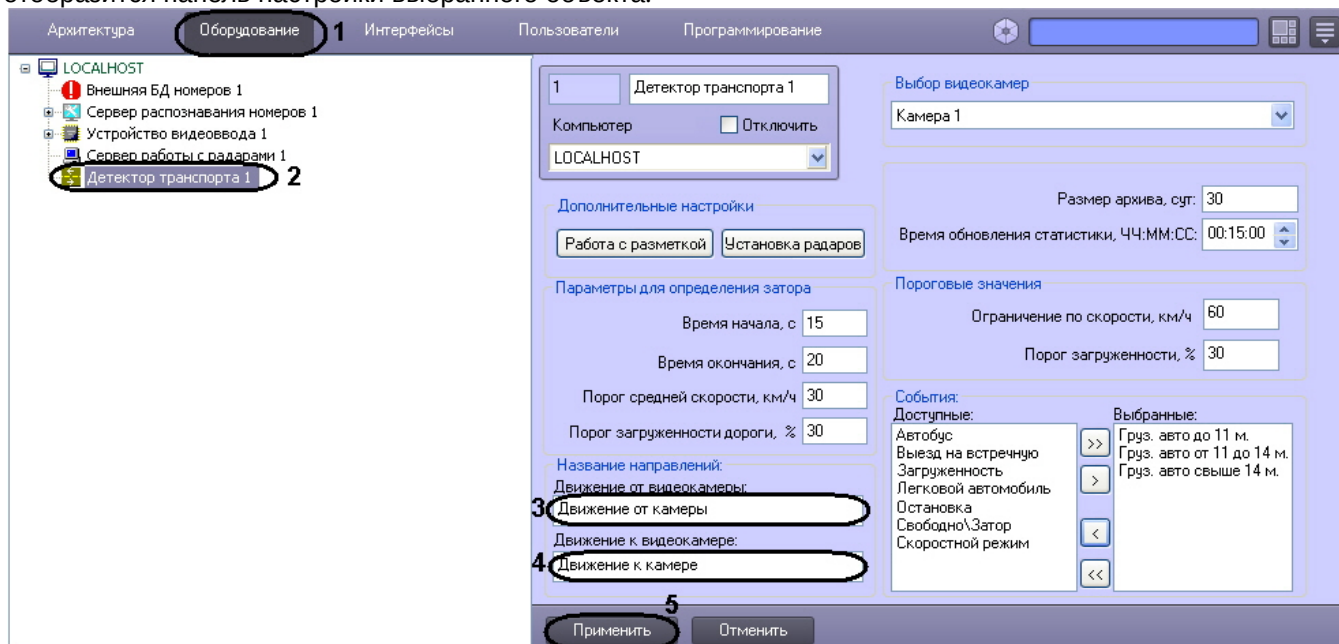 отобразится панель настройки выбранного объекта.
Архитектура Оборудование 1 Интерфейсы Пользователи Программирование
LOCALHOST
Внешняя БД номеров 1
Сервер распознавания номеров 1
Устройство видеоввода 1
Сервер работы с радарами 1
Детектор транспорта 1 2
1 Детектор транспорта 1
Компьютер Отключить
LOCALHOST
Дополнительные настройки
Работа с разметкой Установка радаров
Параметры для определения затора
Время начала, с 15
Время окончания, с 20
Порог средней скорости, км/ч 30
Порог загруженности дороги, % 30
Название направлений:
Движение от видеокамеры:
3 Движение от камеры
Движение к видеокамере:
4 Движение к камере
Выбор видеокамер
Камера 1
Размер архива, сут: 30
Время обновления статистики, ЧЧ:ММ:СС: 00:15:00
Пороговые значения
Ограничение по скорости, км/ч 60
Порог загруженности, % 30
События:
Доступные:
Автобус
Выезд на встречную
Загруженность
Легковой автомобиль
Остановка
Свободно\Затор
Скоростной режим
>>
>
<
<<
Выбранные:
Груз. авто до 11 м.
Груз. авто от 11 до 14 м.
Груз. авто свыше 14 м.
5
Применить Отменить